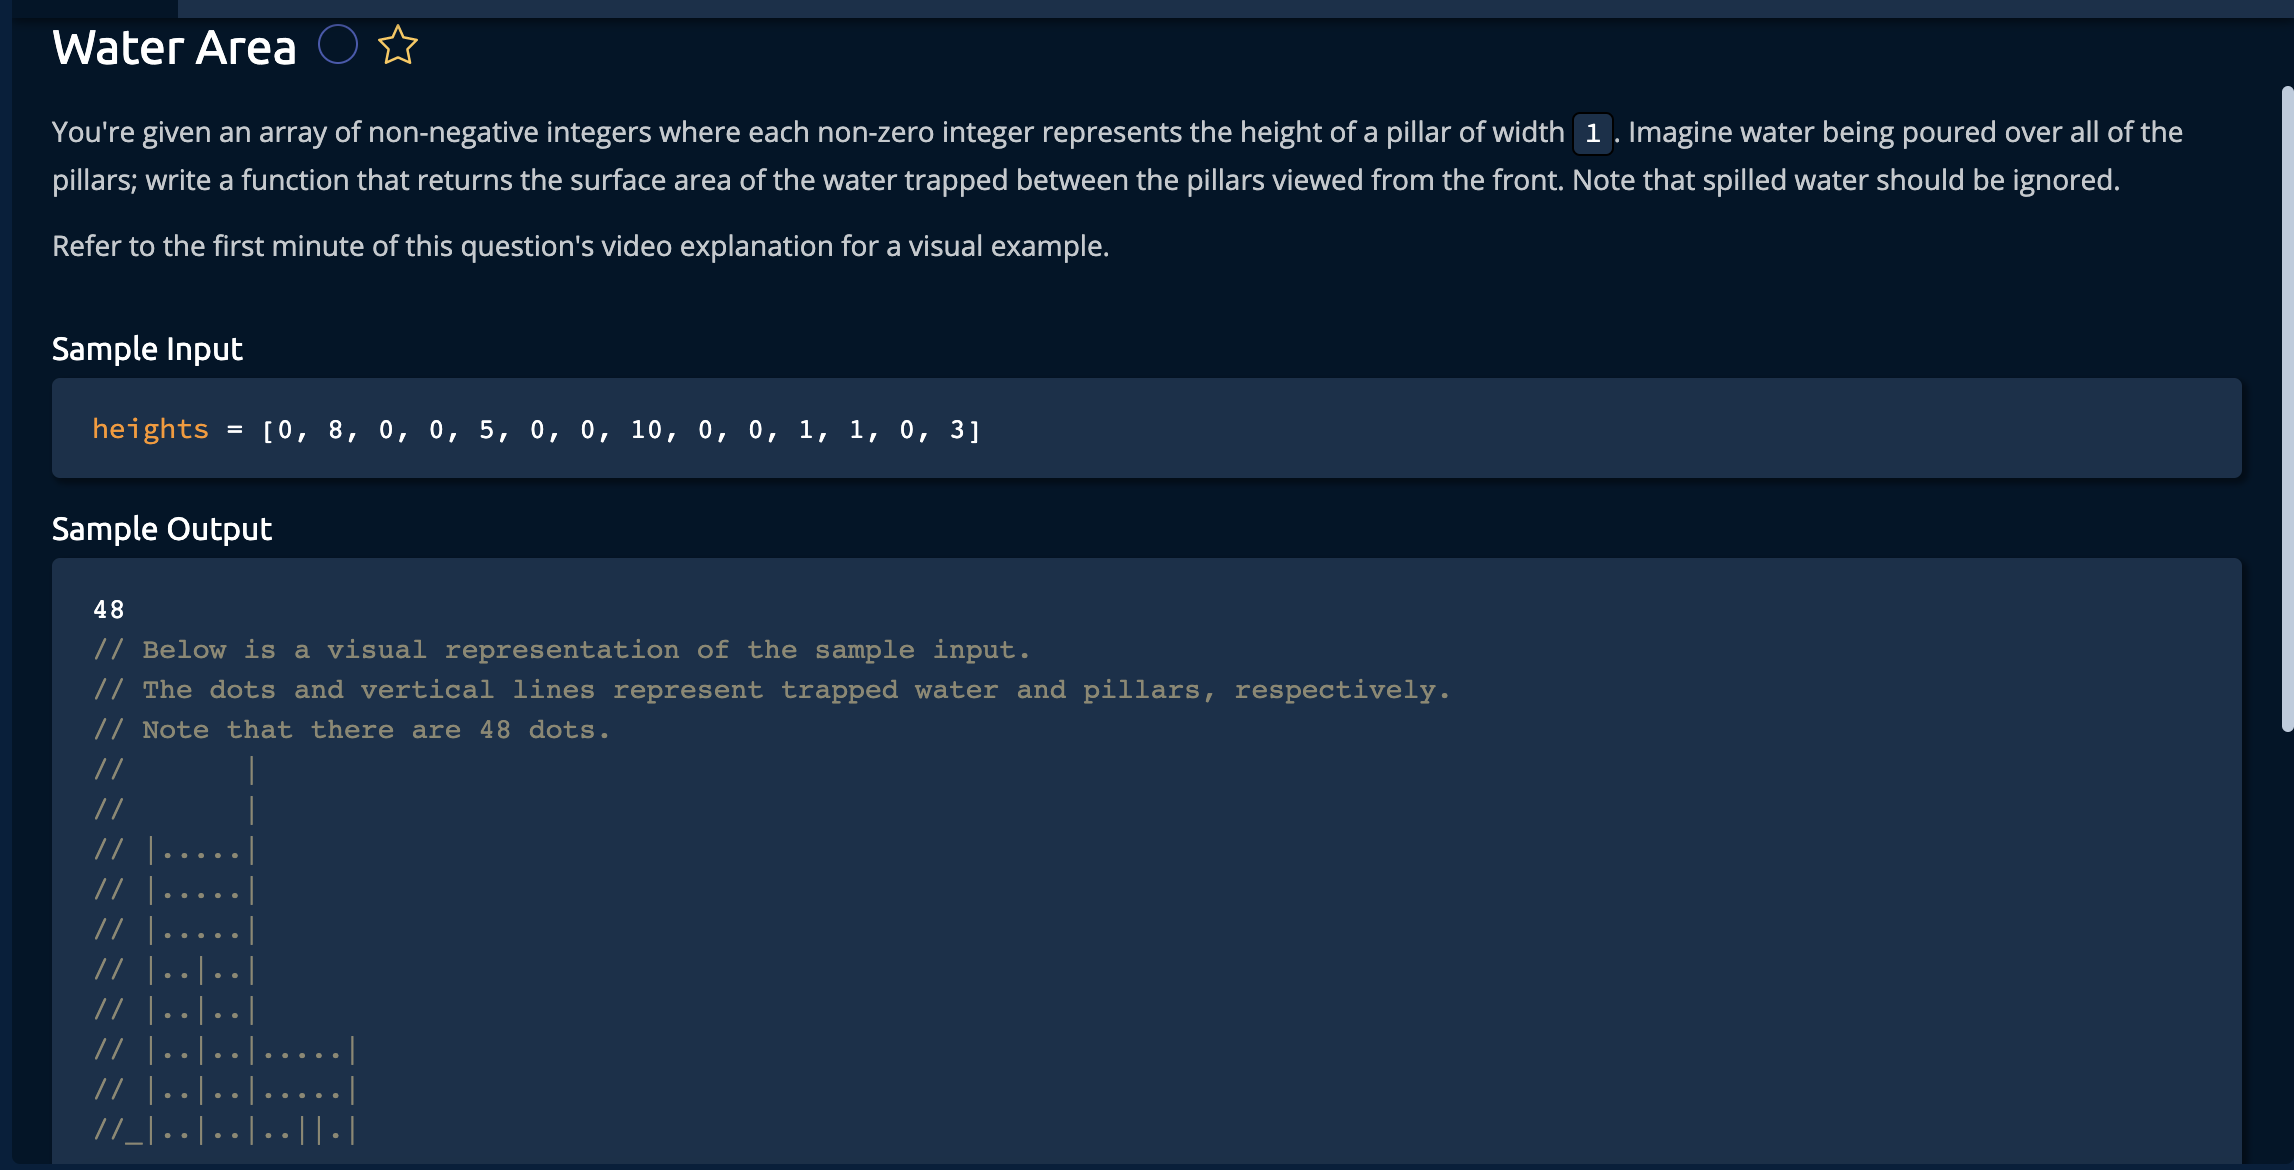 Water Area
You're given an array of non-negative integers where each non-zero integer represents the height of a pillar of width 1. Imagine water being poured over all of the
pillars; write a function that returns the surface area of the water trapped between the pillars viewed from the front. Note that spilled water should be ignored.
Refer to the first minute of this question's video explanation for a visual example.
Sample Input
heights = [0, 8, 0, 0, 5, 0, 0, 10, 0, 0, 1, 1, 0, 3]
Sample Output
48
// Below is a visual representation of the sample input.
// The dots and vertical lines represent trapped water and pillars, respectively.
// Note that there are 48 dots.
//       |
//       |
// |.....|
// |.....|
// |.....|
// |..|..|
// |..|..|
// |..|..|.....|
// |..|..|.....|
//_|..|..|..||.|